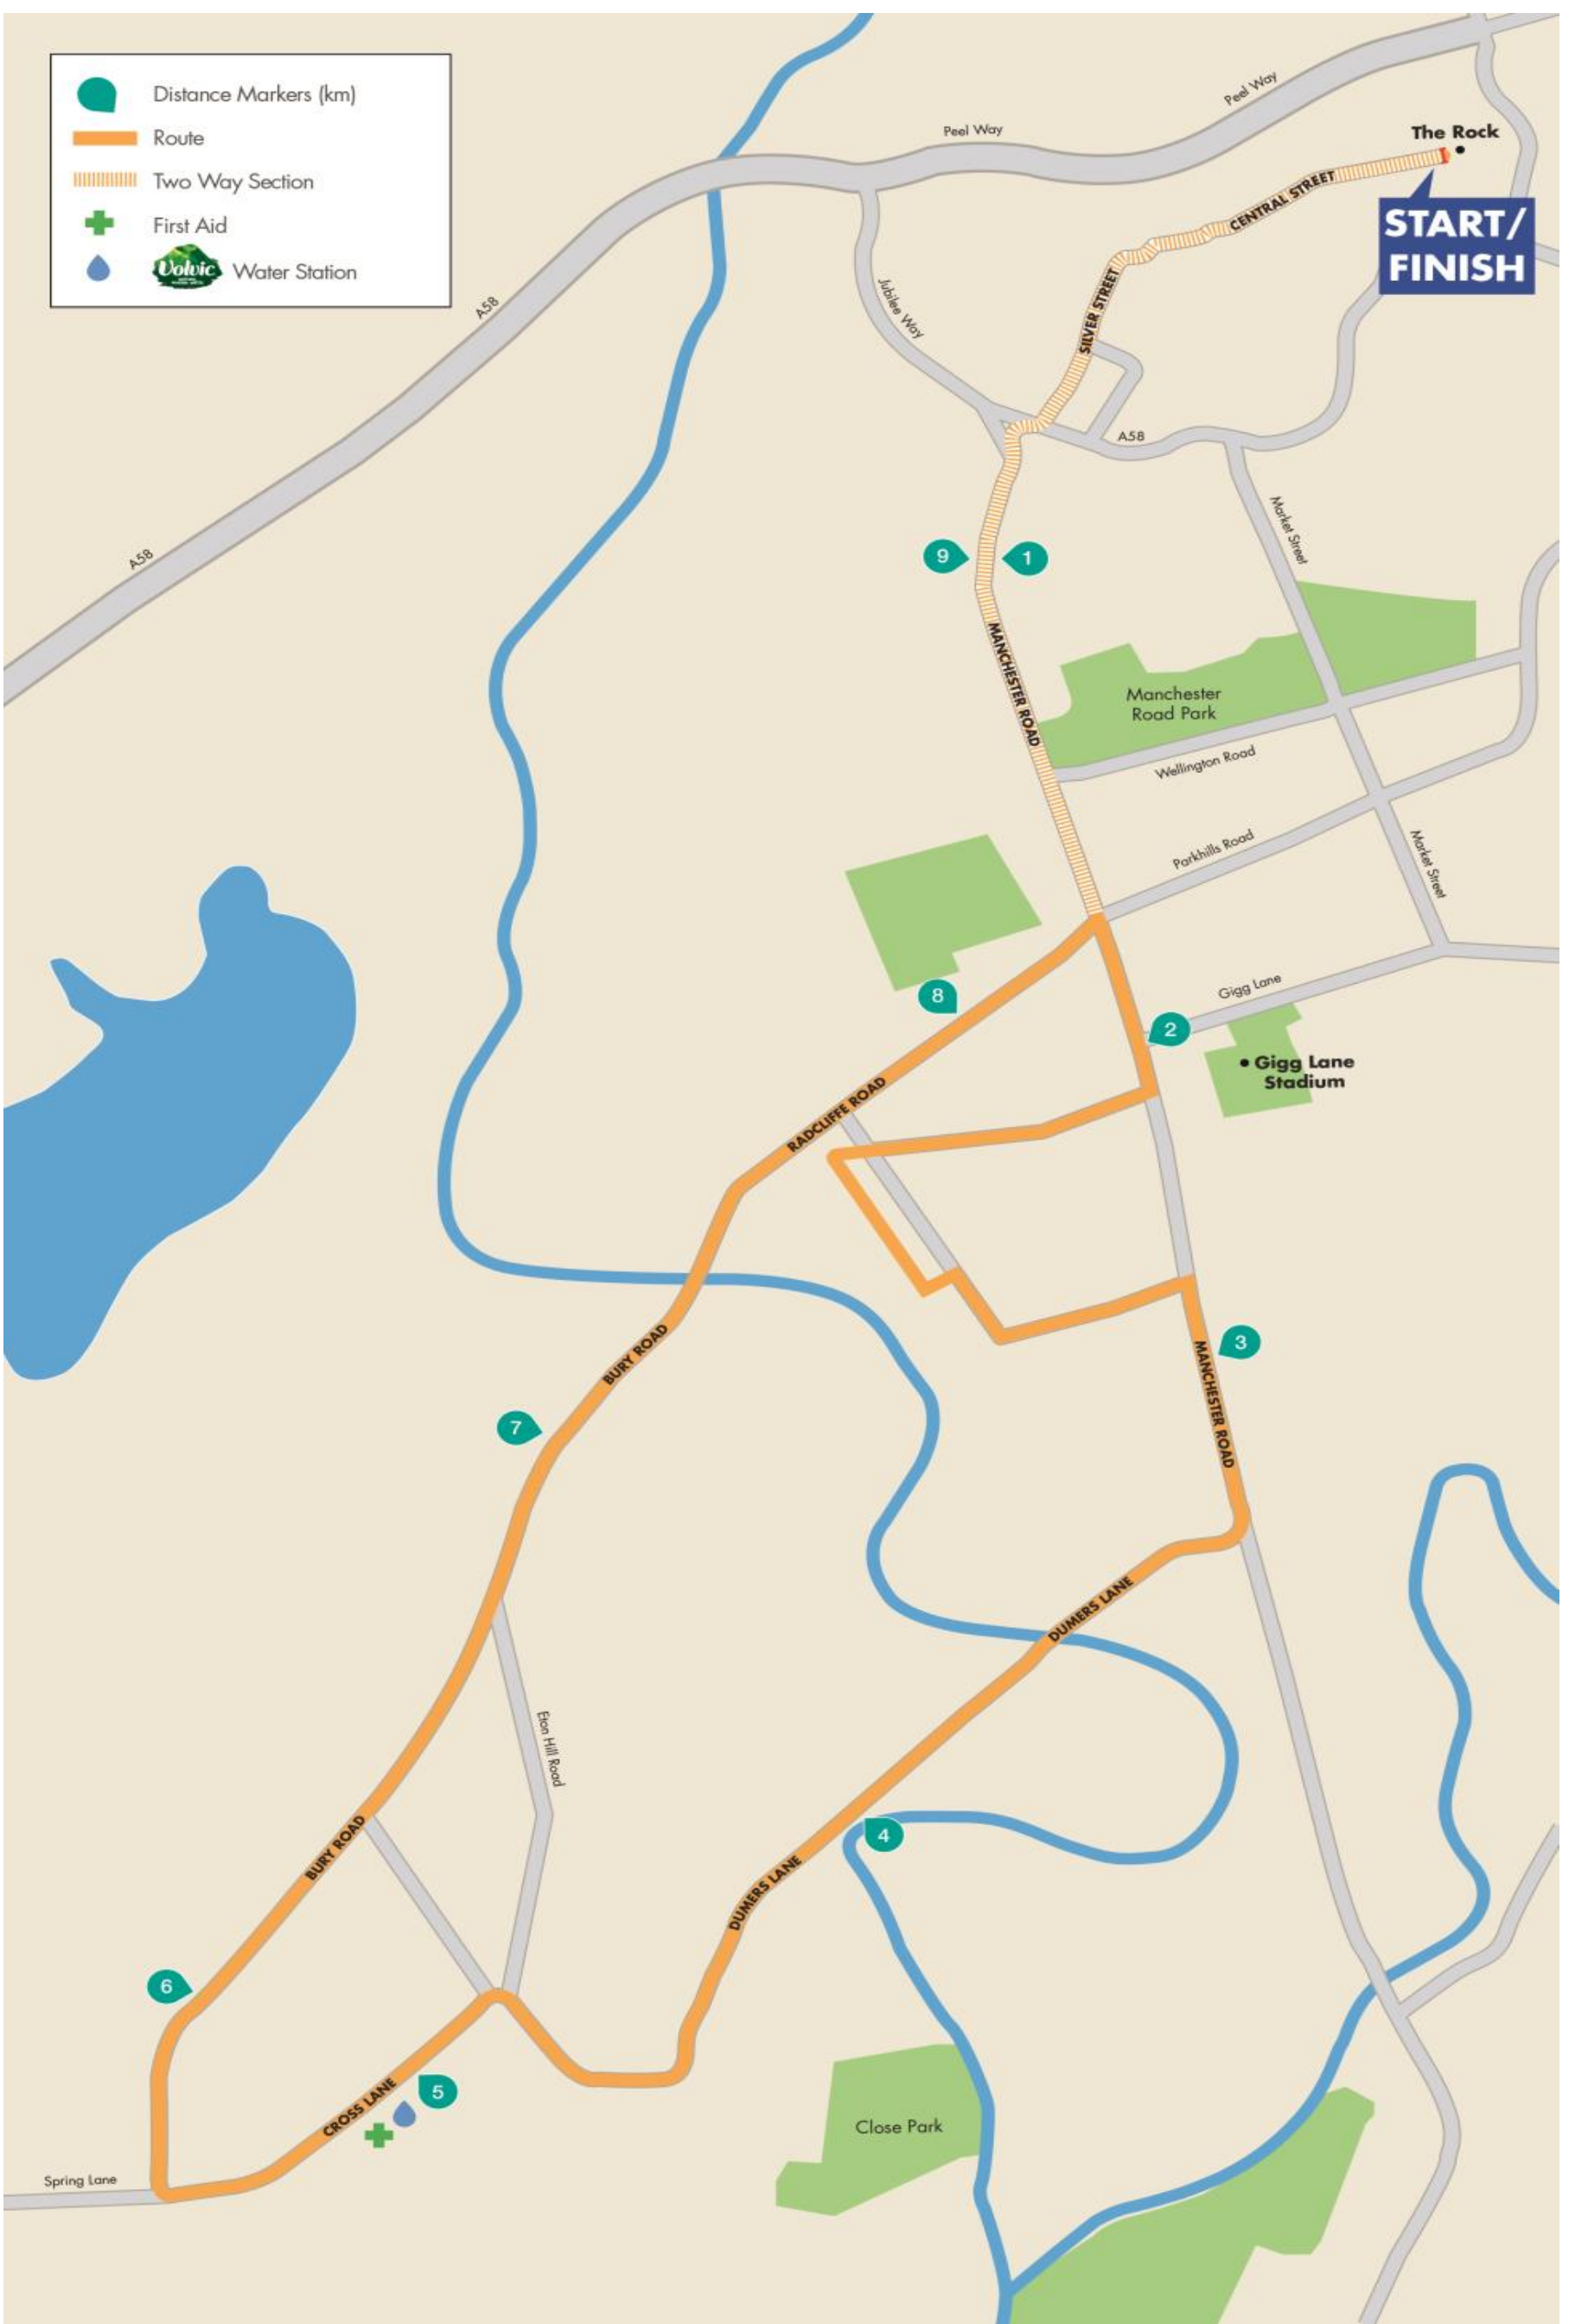 Distance Markers (km)
Route
Two Way Section
First Aid
Volvic Water Station
Peel Way
Peel Way
The Rock
START/
FINISH
CENTRAL STREET
SILVER STREET
A58
Jubilee Way
A58
A58
Market Street
9
1
MANCHESTER ROAD
Manchester
Road Park
Wellington Road
Parkhills Road
Market Street
Gigg Lane
8
2
Gigg Lane
Stadium
RADCLIFFE ROAD
BURY ROAD
3
MANCHESTER ROAD
7
DUMERS LANE
Eton Hill Road
BURY ROAD
4
DUMERS LANE
6
5
CROSS LANE
Close Park
Spring Lane